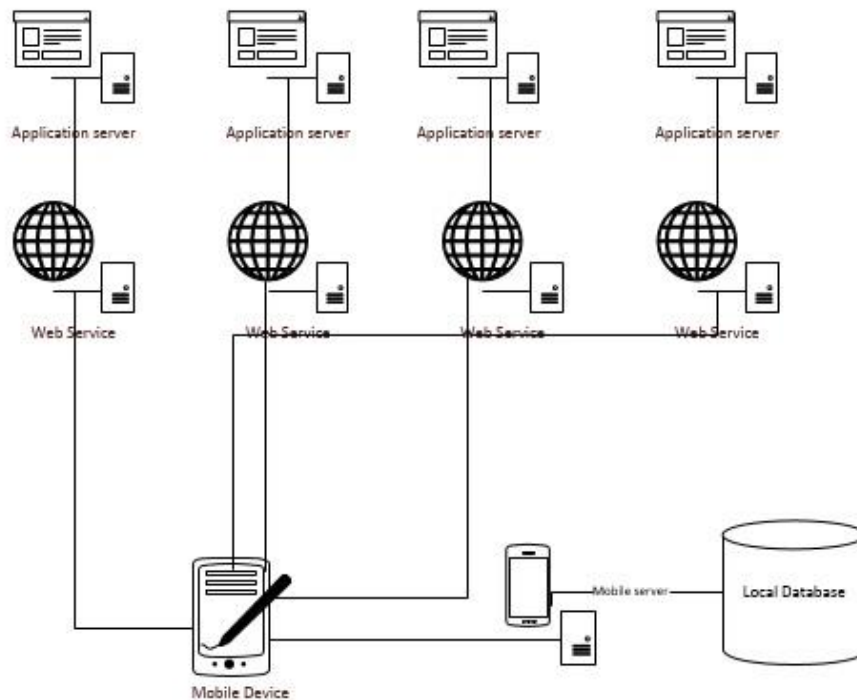 Application server
Application server
Application server
Application server
Web Service
Web Service
Web Service
Web Service
Mobile server
Local Database
Mobile Device